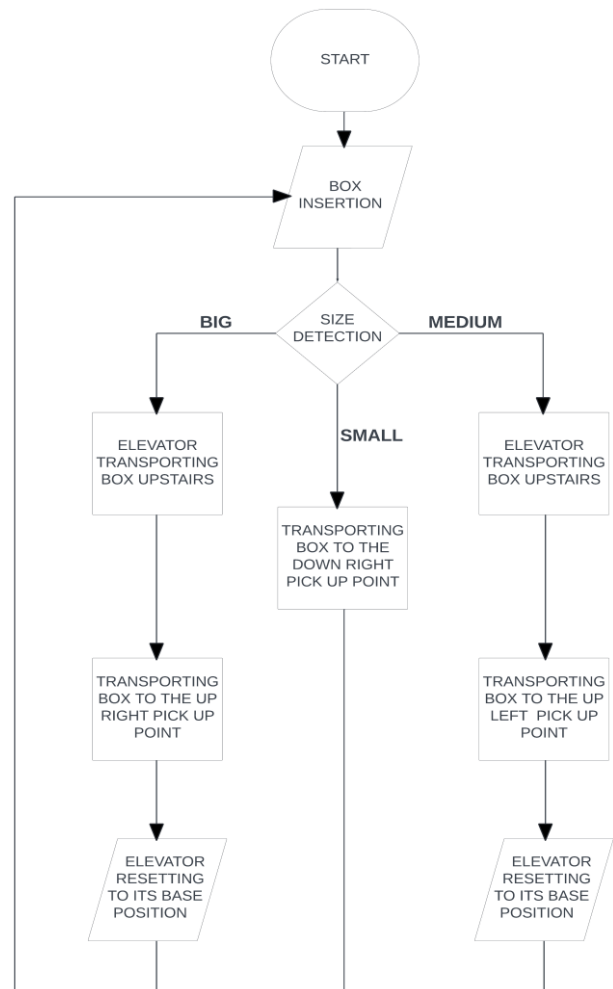 START
BOX
INSERTION
SIZE
DETECTION
BIG
MEDIUM
SMALL
ELEVATOR
TRANSPORTING
BOX UPSTAIRS
TRANSPORTING
BOX TO THE
DOWN RIGHT
PICK UP POINT
ELEVATOR
TRANSPORTING
BOX UPSTAIRS
TRANSPORTING
BOX TO THE UP
RIGHT PICK UP
POINT
TRANSPORTING
BOX TO THE UP
LEFT PICK UP
POINT
ELEVATOR
RESETTING
TO ITS BASE
POSITION
ELEVATOR
RESETTING
TO ITS BASE
POSITION